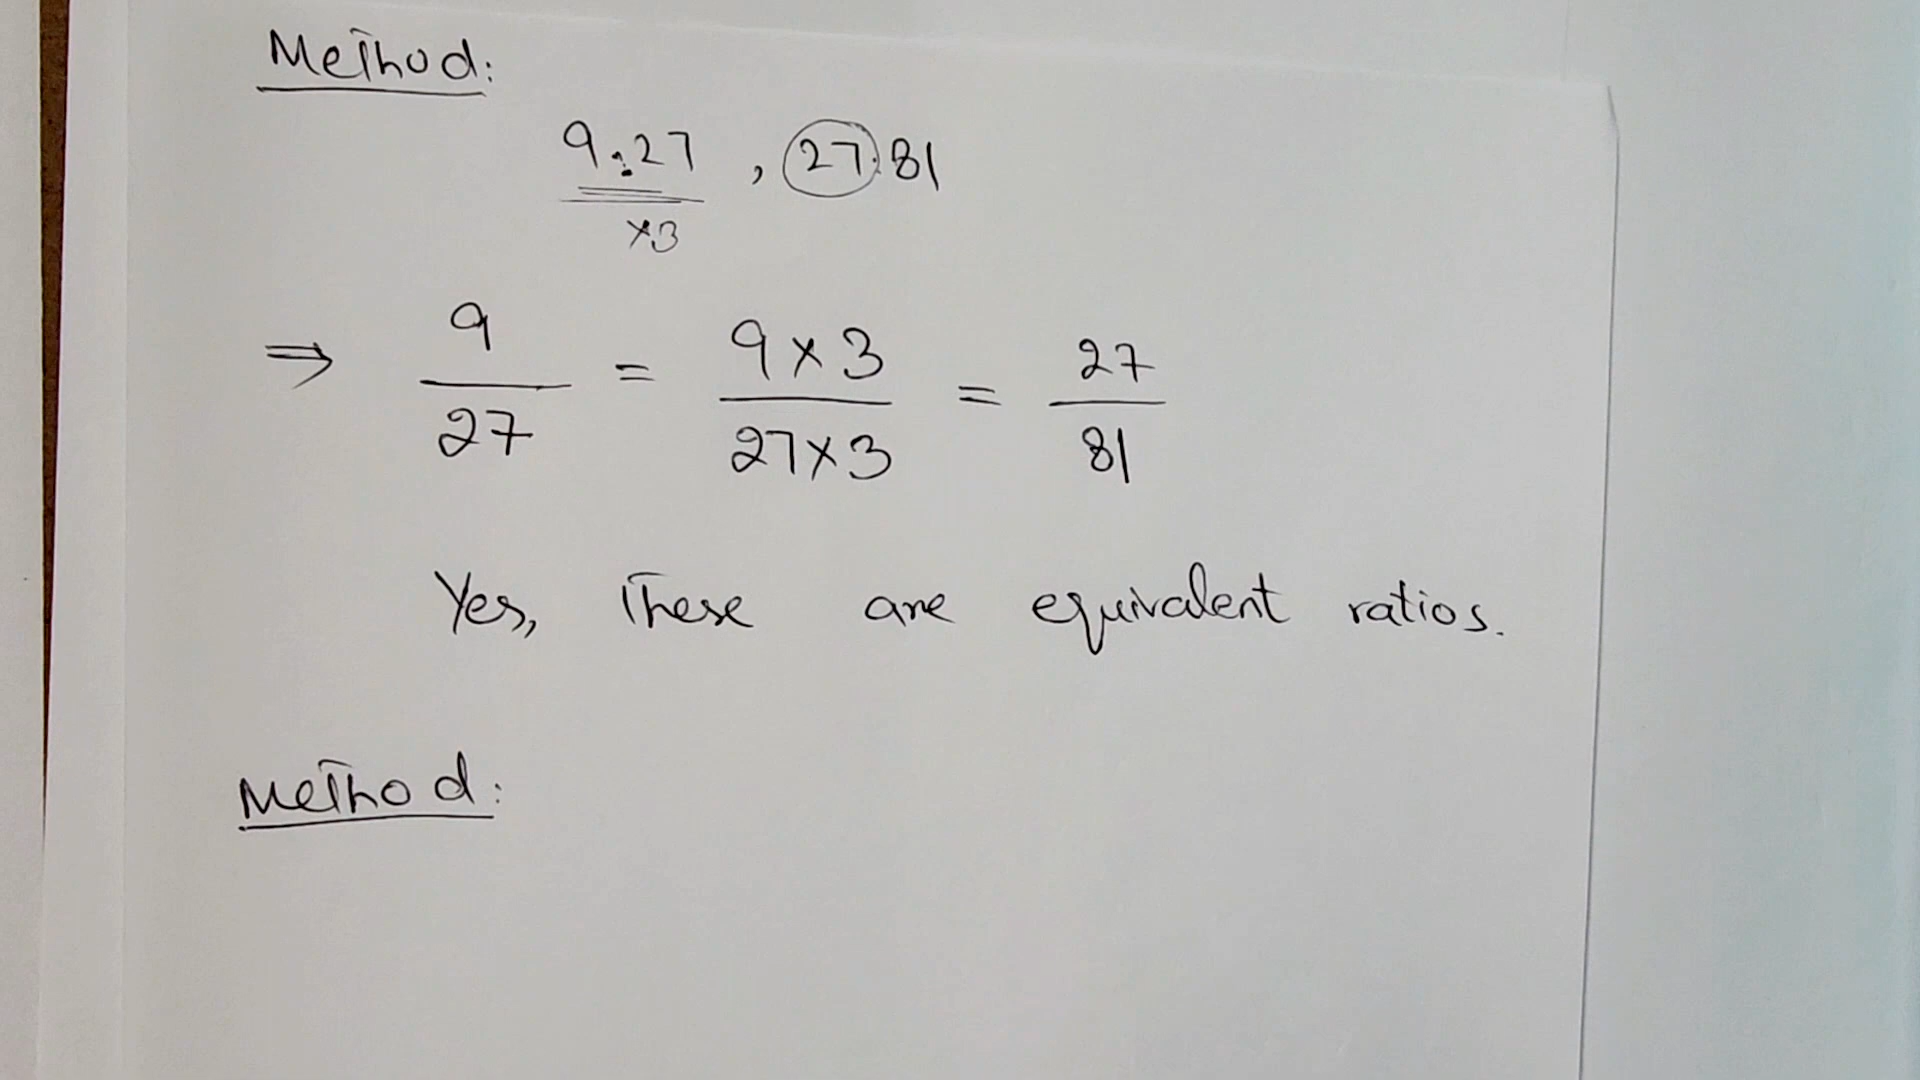 Method:
9:27 , 27:81
×3
⇒ 9/27 = 9×3/27×3 = 27/81
Yes, These are equivalent ratios.
Method: